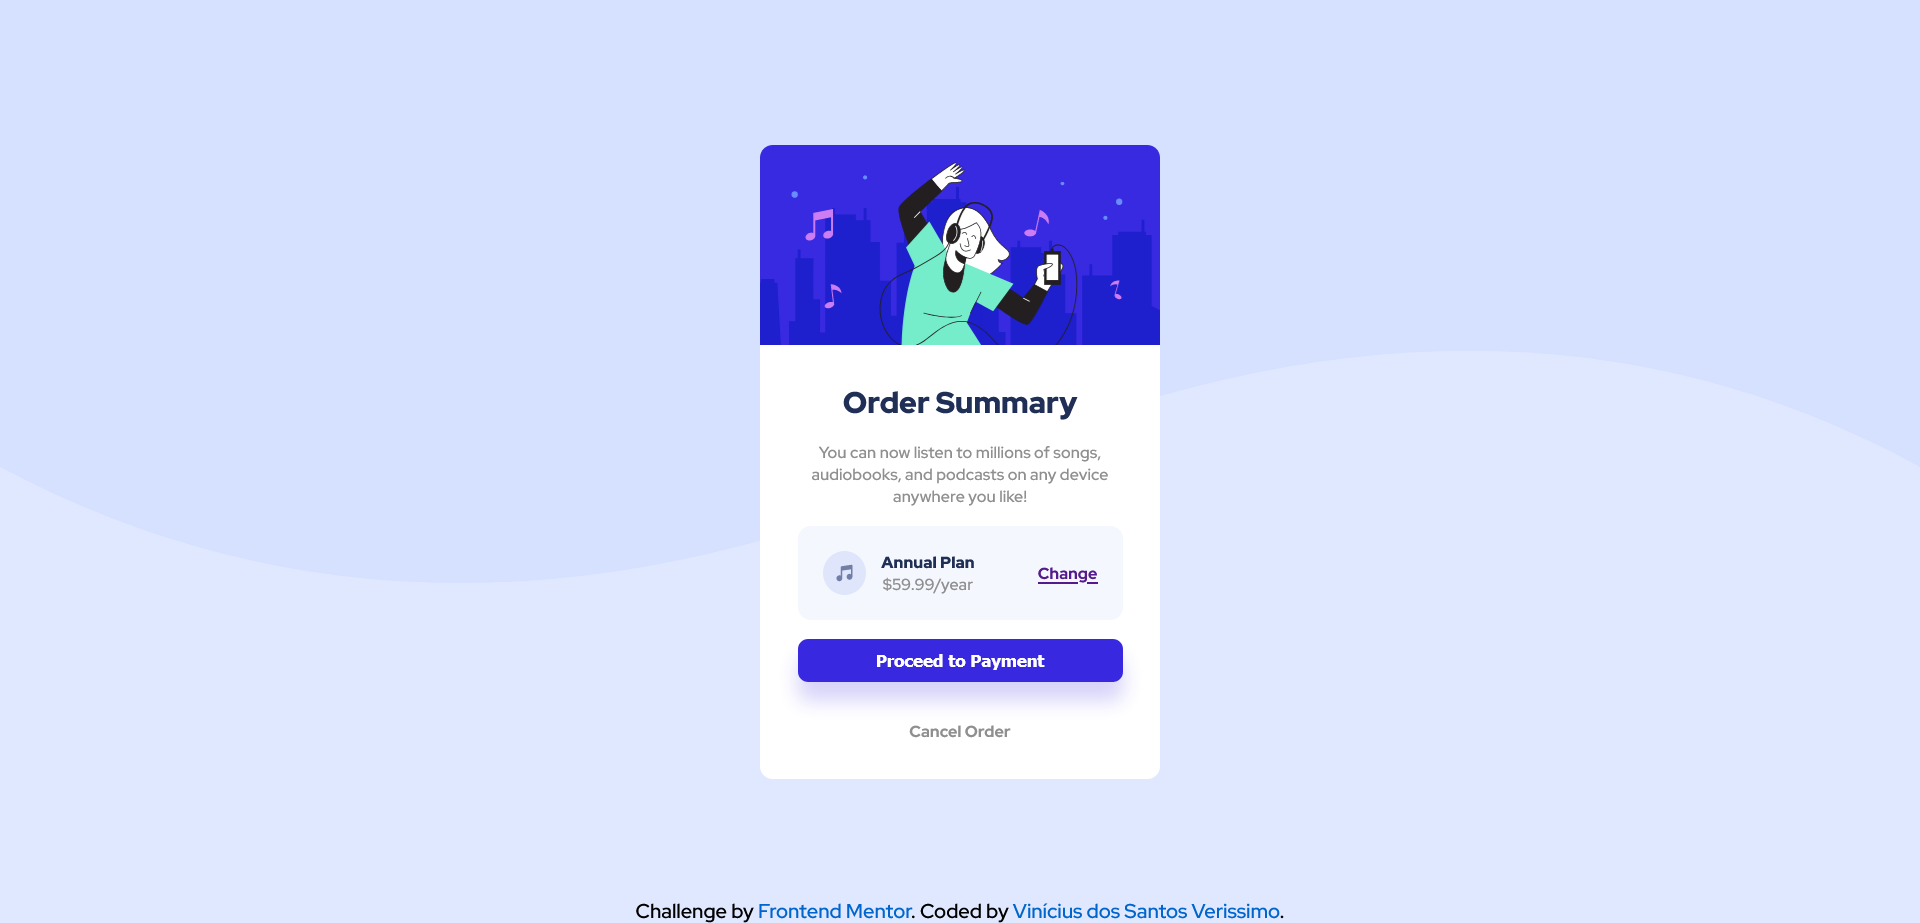 Order Summary
You can now listen to millions of songs,
audiobooks, and podcasts on any device
anywhere you like!
Annual Plan
$59.99/year
Change
Proceed to Payment
Cancel Order
Challenge by Frontend Mentor. Coded by Vinícius dos Santos Verissimo.